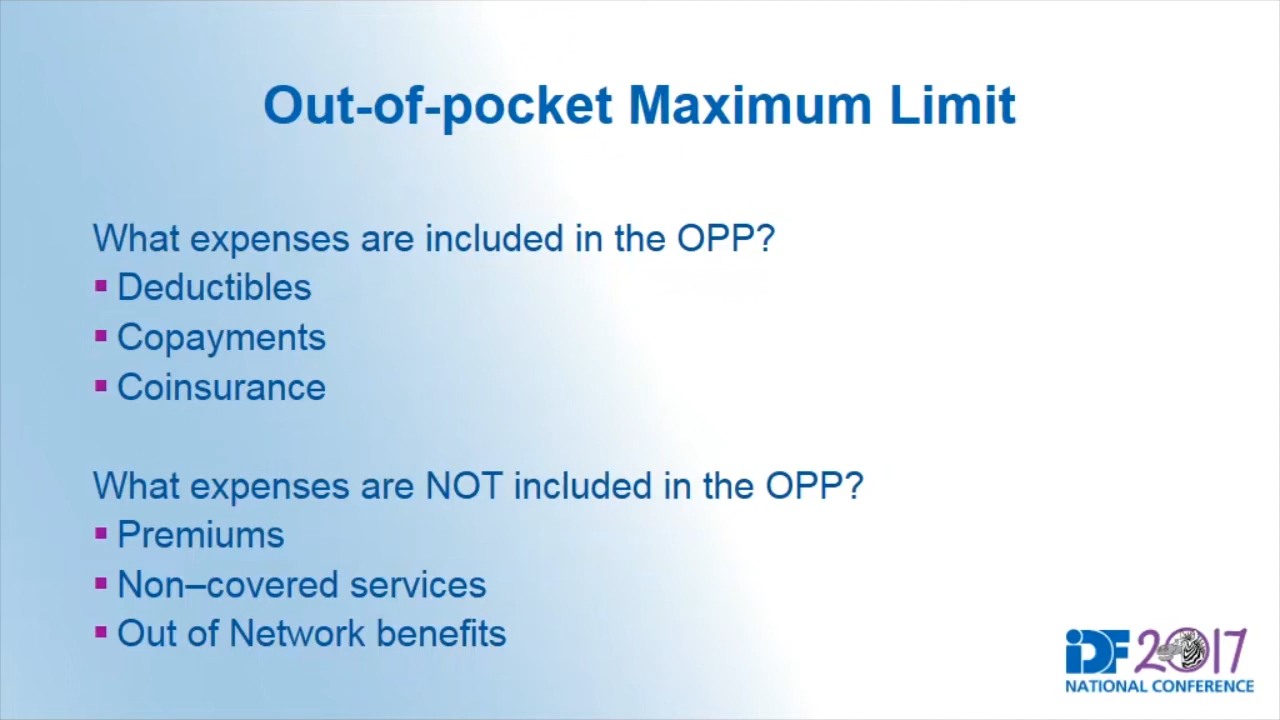 Out-of-pocket Maximum Limit
What expenses are included in the OPP?
▪ Deductibles
▪ Copayments
▪ Coinsurance
What expenses are NOT included in the OPP?
▪ Premiums
▪ Non–covered services
▪ Out of Network benefits
iDF 2017
NATIONAL CONFERENCE